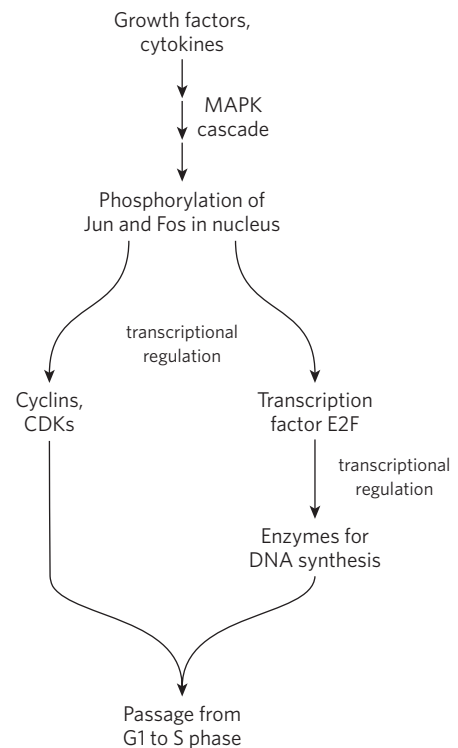 Growth factors,
cytokines
MAPK
cascade
Phosphorylation of
Jun and Fos in nucleus
transcriptional
regulation
Cyclins,
CDKs
Transcription
factor E2F
transcriptional
regulation
Enzymes for
DNA synthesis
Passage from
G1 to S phase